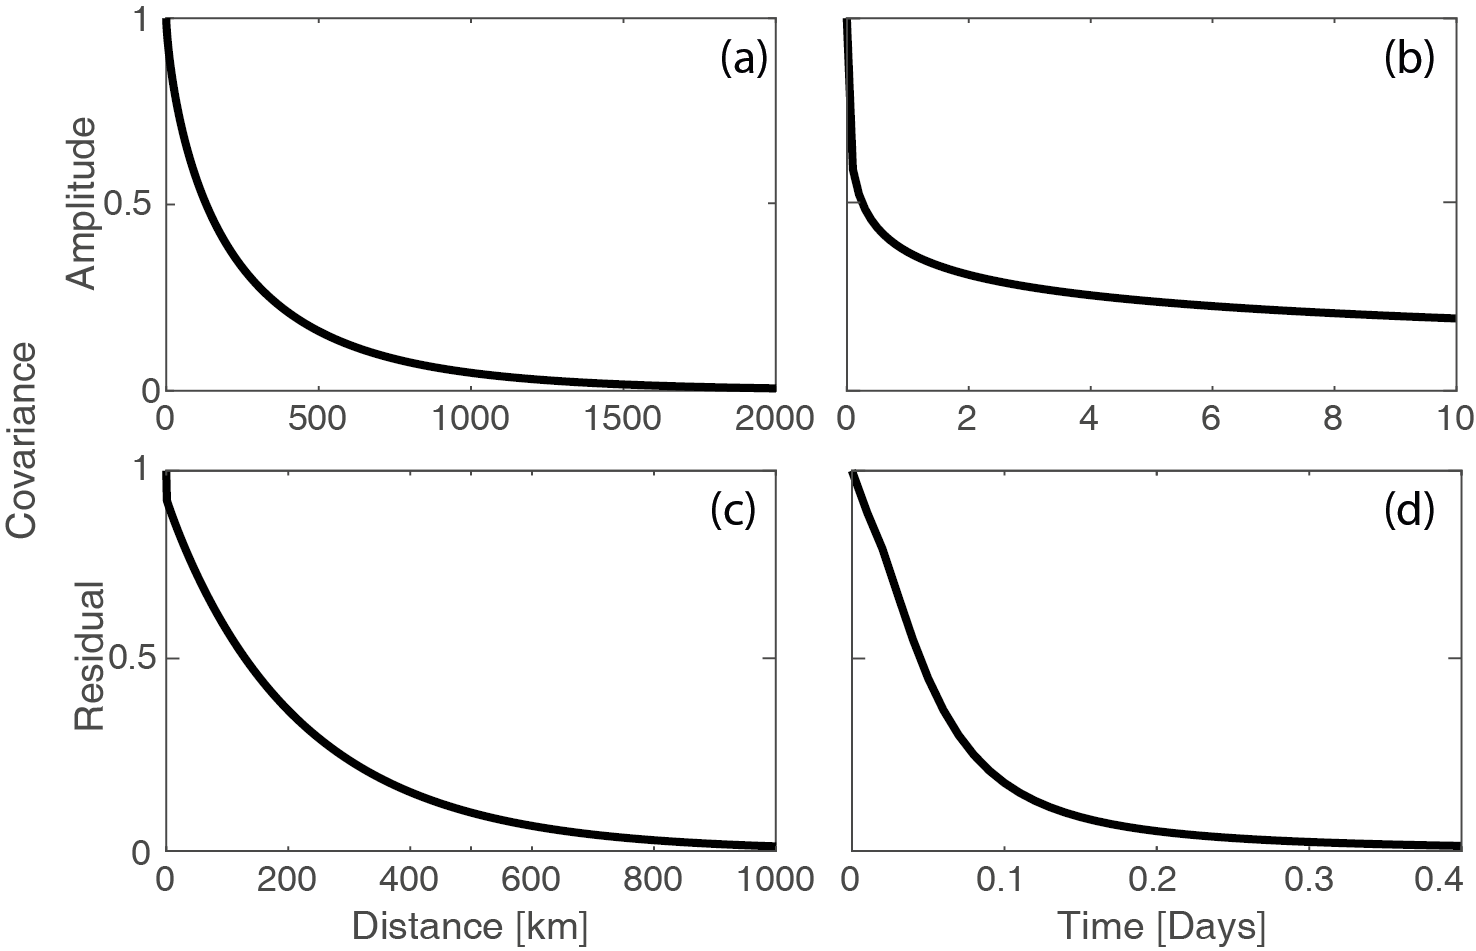 Covariance
Amplitude
1
0.5
0
(a)
0 500 1000 1500 2000
(b)
0 2 4 6 8 10
Residual
1
0.5
0
(c)
0 200 400 600 800 1000
Distance [km]
(d)
0 0.1 0.2 0.3 0.4
Time [Days]